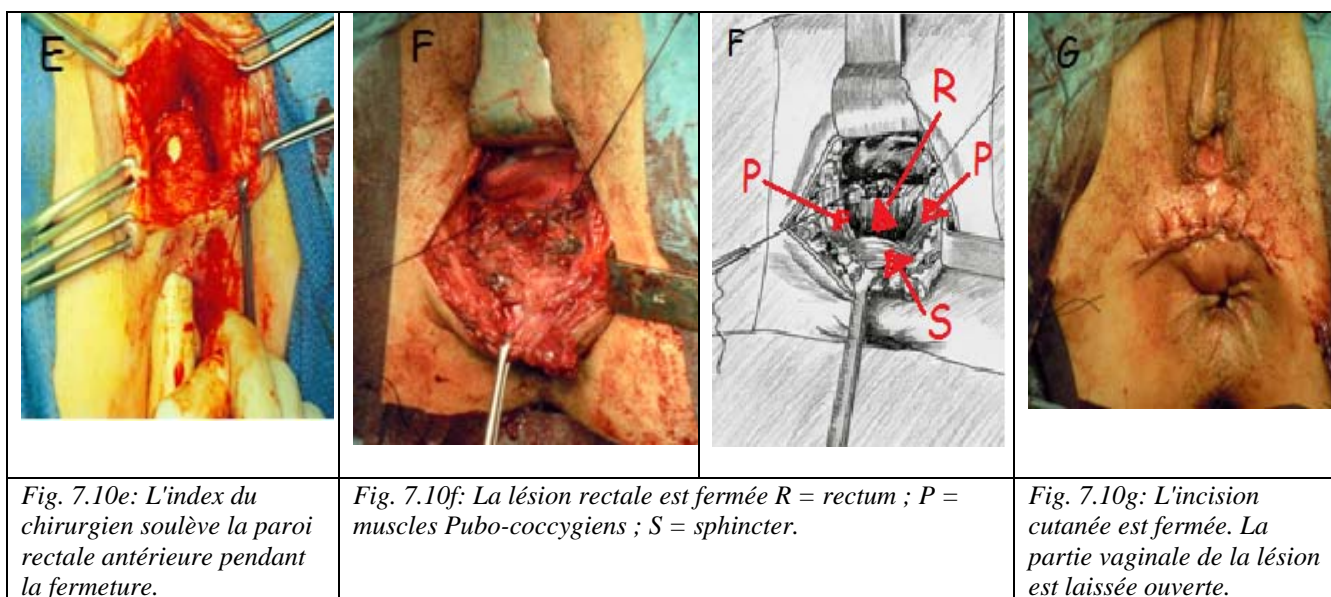 E
F
F
R
P
P
S
G
Fig. 7.10e: L'index du
chirurgien soulève la paroi
rectale antérieure pendant
la fermeture.
Fig. 7.10f: La lésion rectale est fermée R = rectum ; P =
muscles Pubo-coccygiens ; S = sphincter.
Fig. 7.10g: L'incision
cutanée est fermée. La
partie vaginale de la lésion
est laissée ouverte.